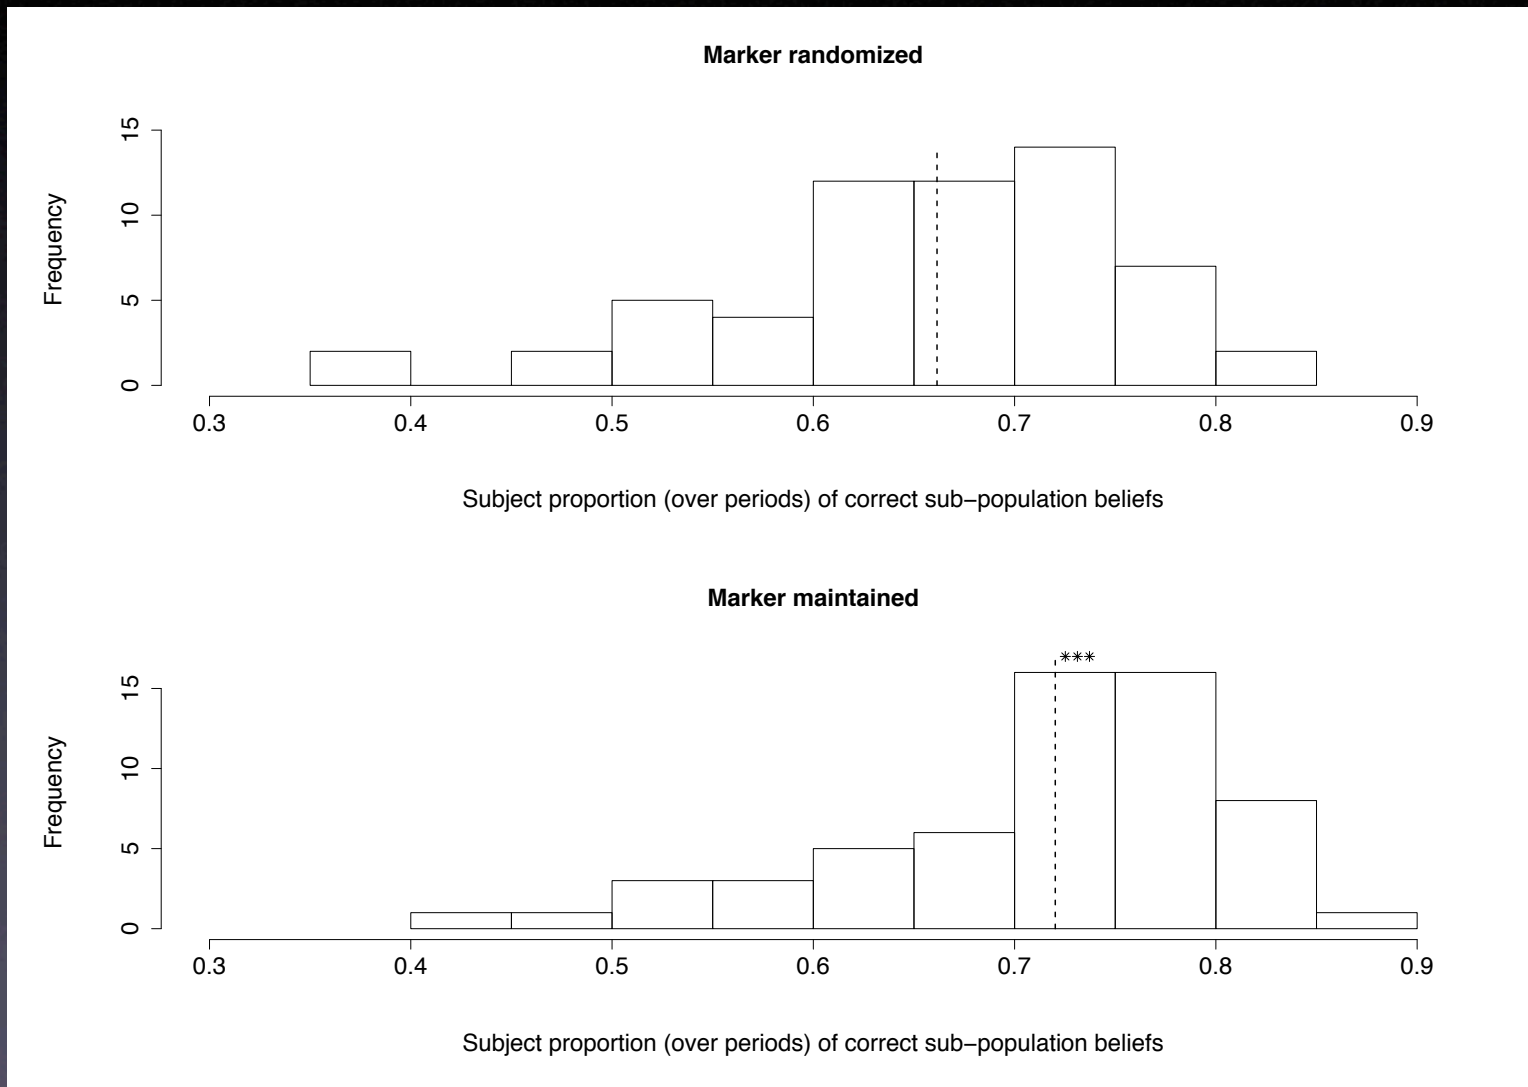 Marker randomized
Frequency
15
10
5
0
0.3 0.4 0.5 0.6 0.7 0.8 0.9
Subject proportion (over periods) of correct sub−population beliefs
Marker maintained
***
Frequency
15
10
5
0
0.3 0.4 0.5 0.6 0.7 0.8 0.9
Subject proportion (over periods) of correct sub−population beliefs